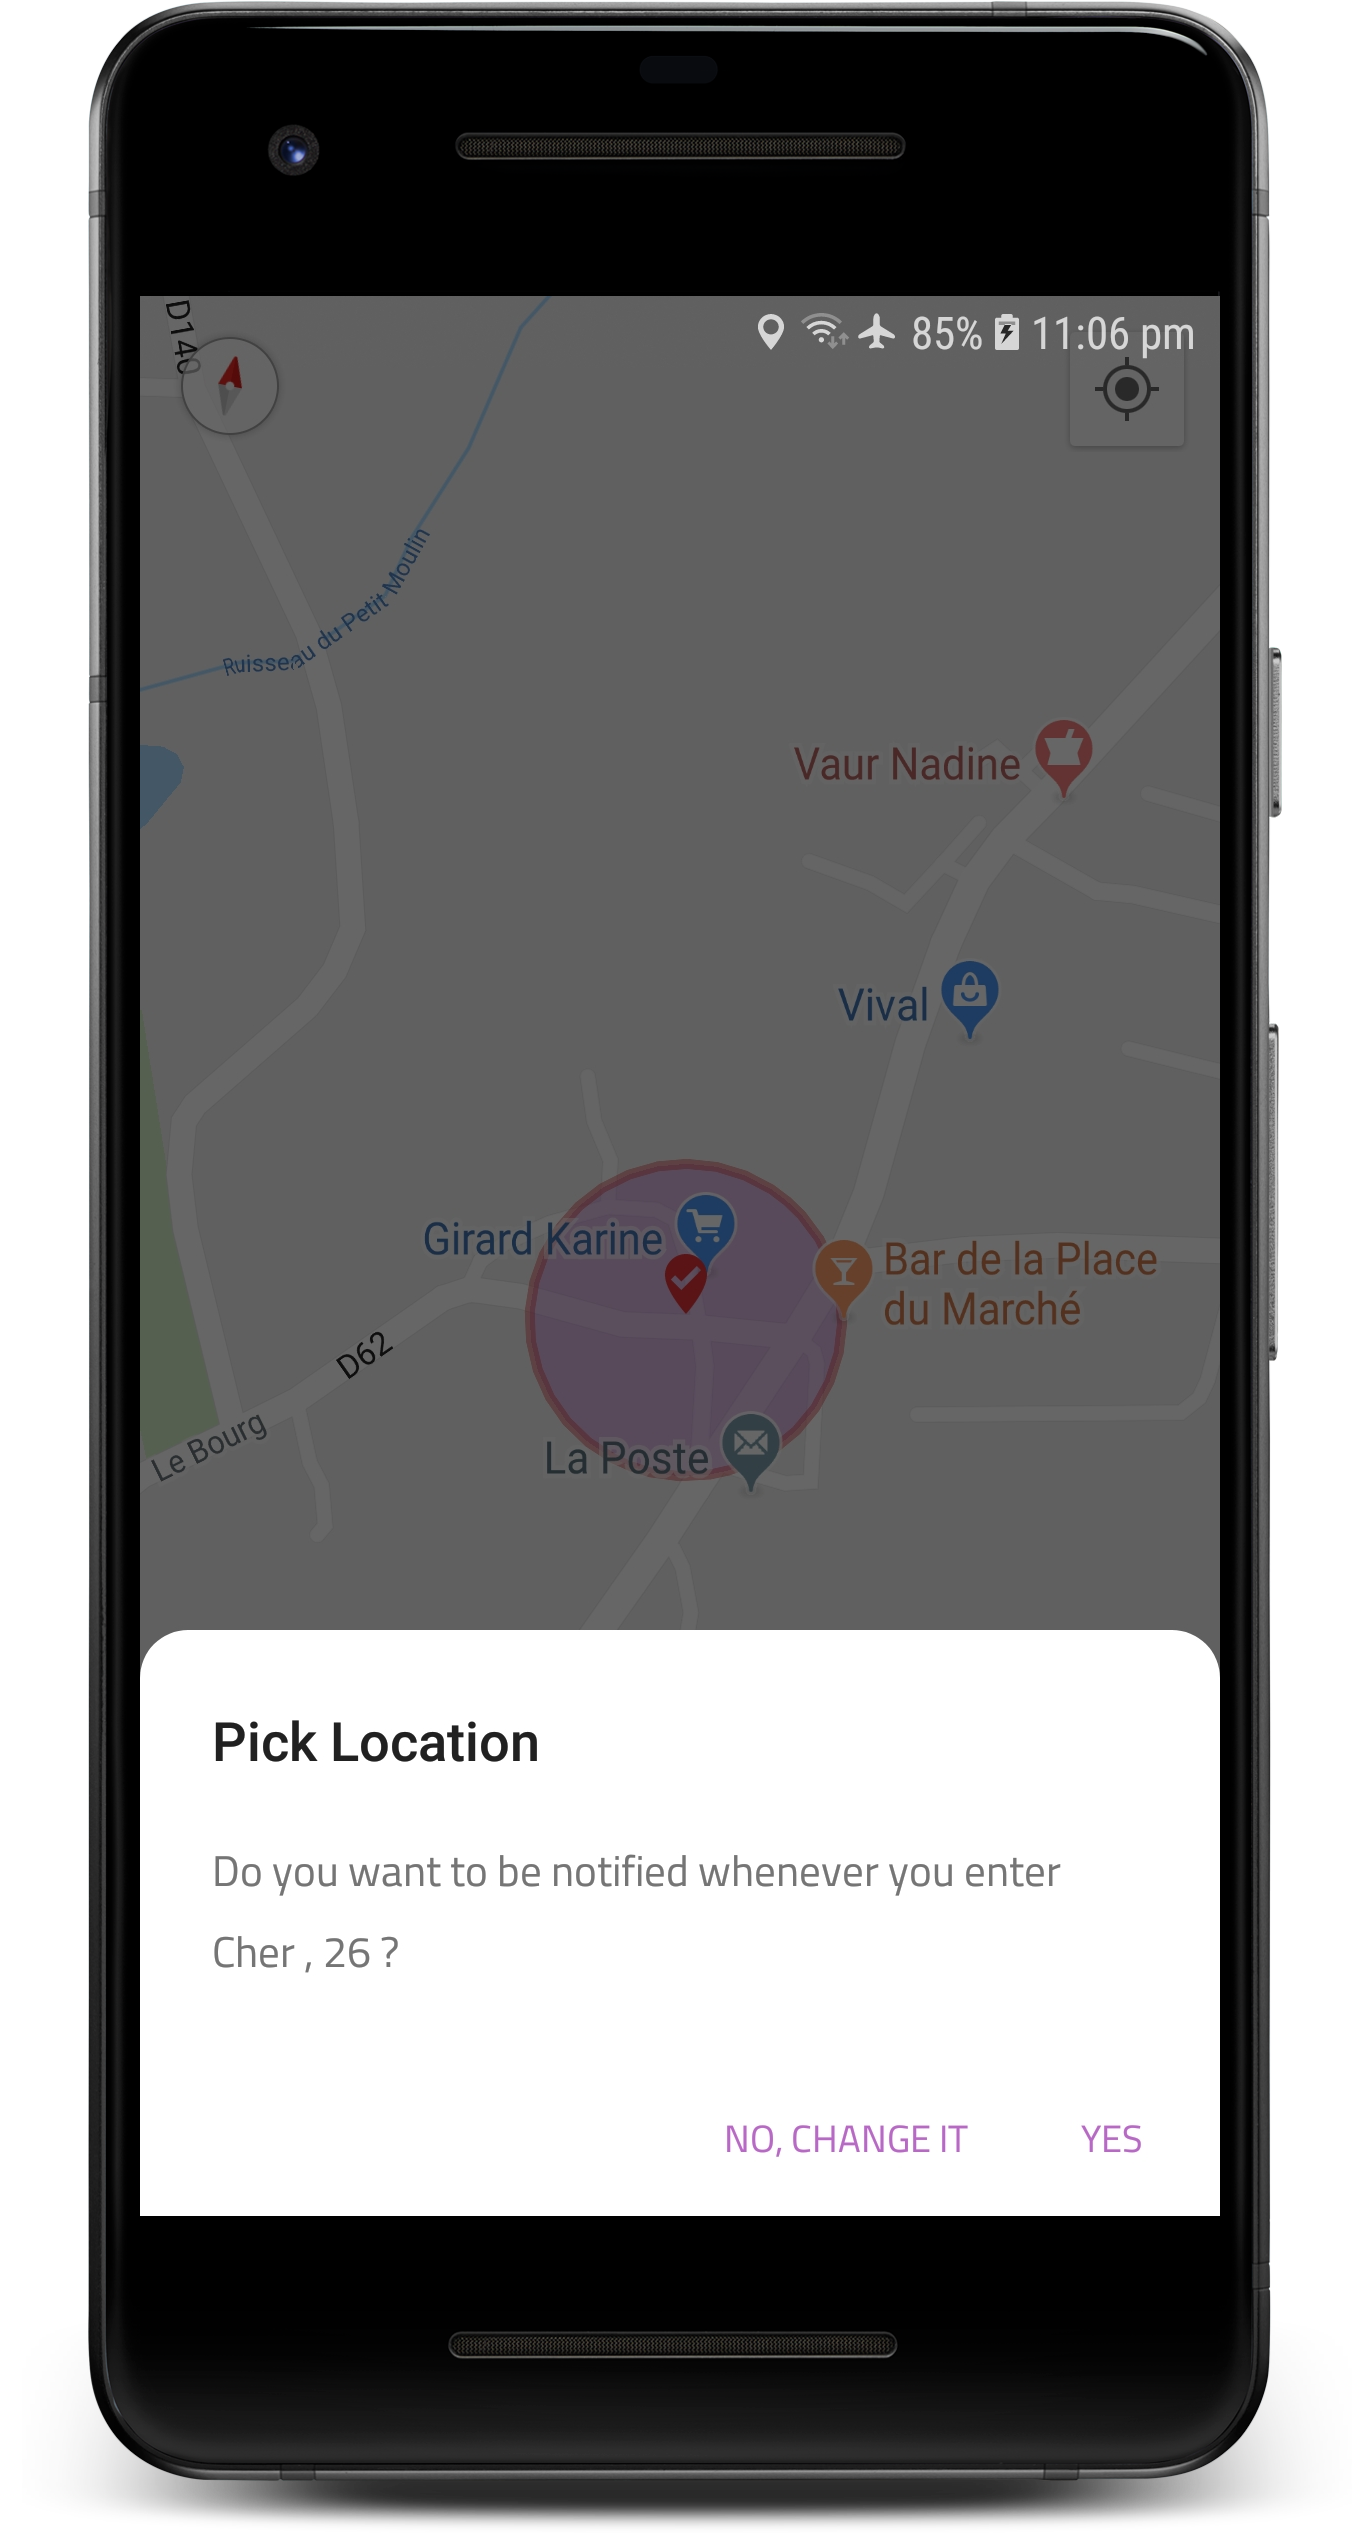 85% 11:06 pm
D140
Ruisseau du Petit Moulin
Vaur Nadine
Vival
Girard Karine
Bar de la Place
du Marché
D62
Le Bourg
La Poste
Pick Location
Do you want to be notified whenever you enter
Cher , 26 ?
NO, CHANGE IT YES